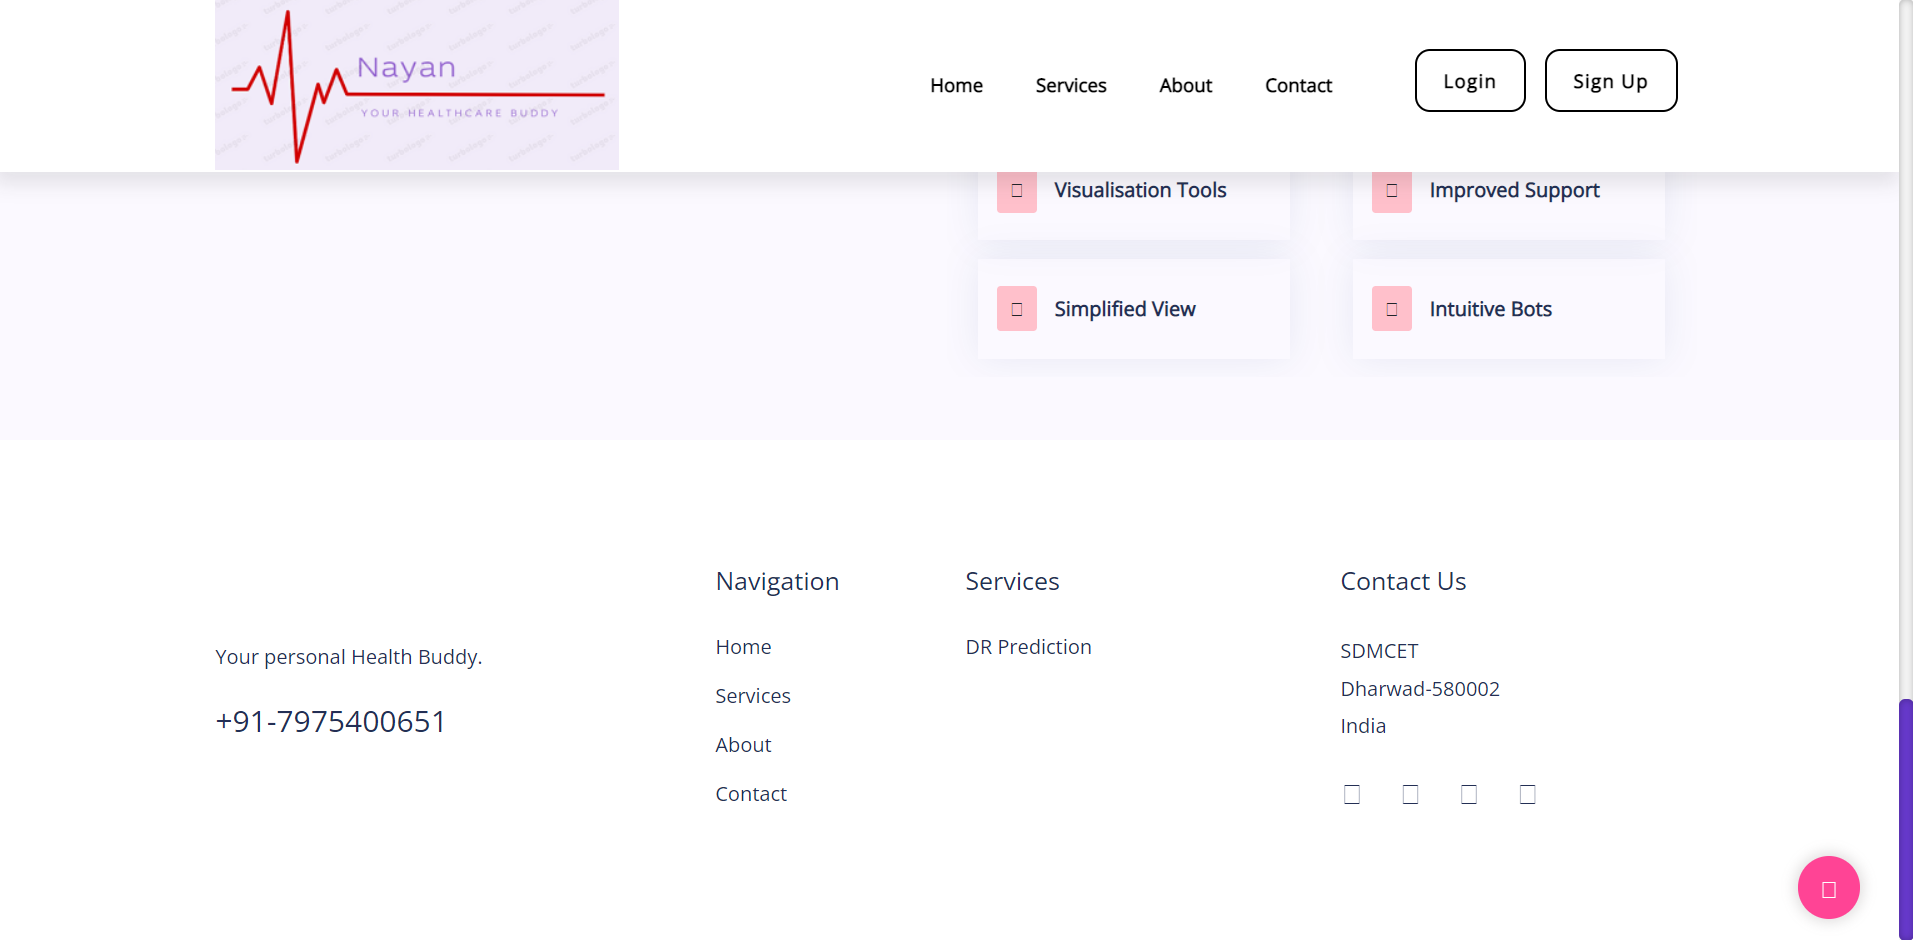 Nayan
YOUR HEALTHCARE BUDDY
Home
Services
About
Contact
Login
Sign Up
Visualisation Tools
Improved Support
Simplified View
Intuitive Bots
Your personal Health Buddy.
+91-7975400651
Navigation
Home
Services
About
Contact
Services
DR Prediction
Contact Us
SDMCET
Dharwad-580002
India